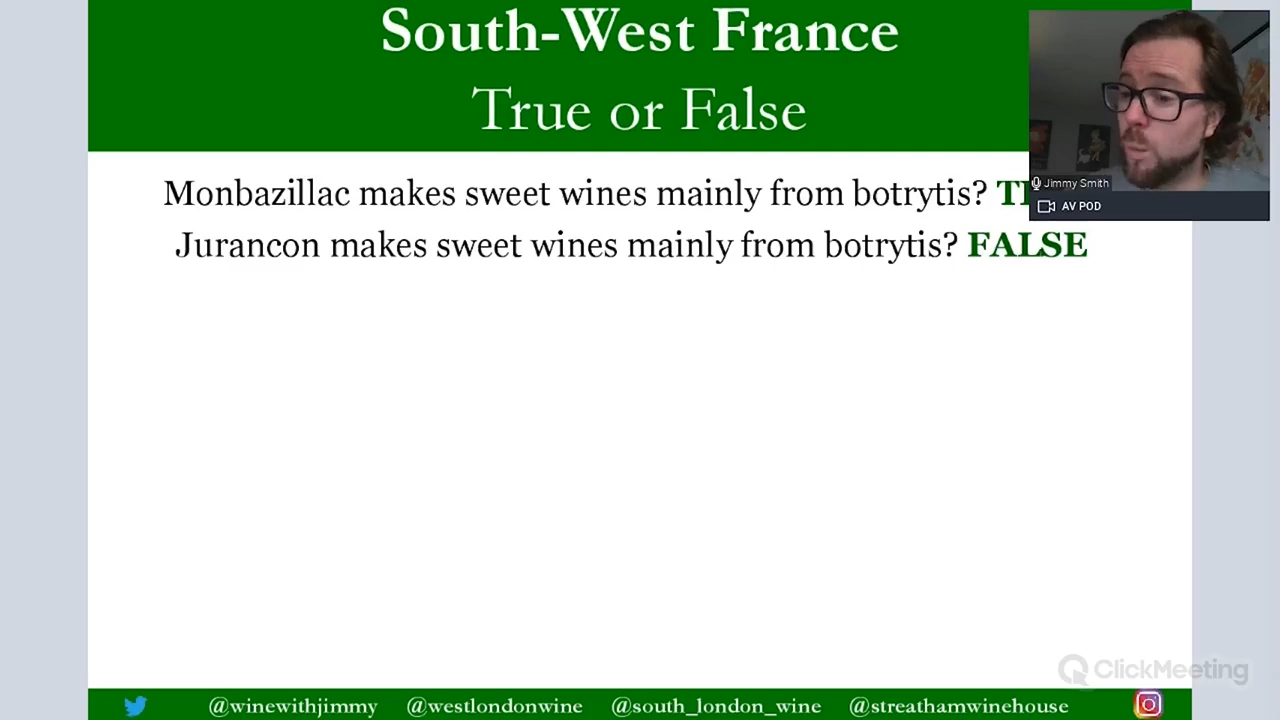 South-West France
True or False
Monbazillac makes sweet wines mainly from botrytis?
Jurancon makes sweet wines mainly from botrytis? FALSE
Jimmy Smith
AV POD
ClickMeeting
@winewithjimmy @westlondonwine @south_london_wine @streathamwinehouse